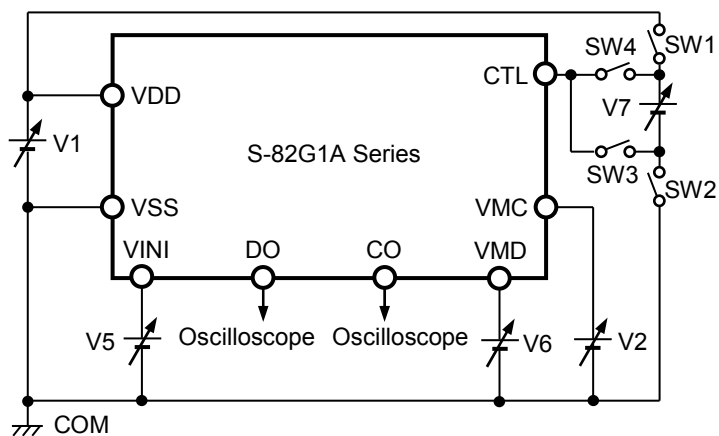 SW1
SW4
CTL
VDD
V7
V1
S-82G1A Series
SW3
SW2
VSS
VMC
VINI
DO
CO
VMD
V5
Oscilloscope
Oscilloscope
V6
V2
COM